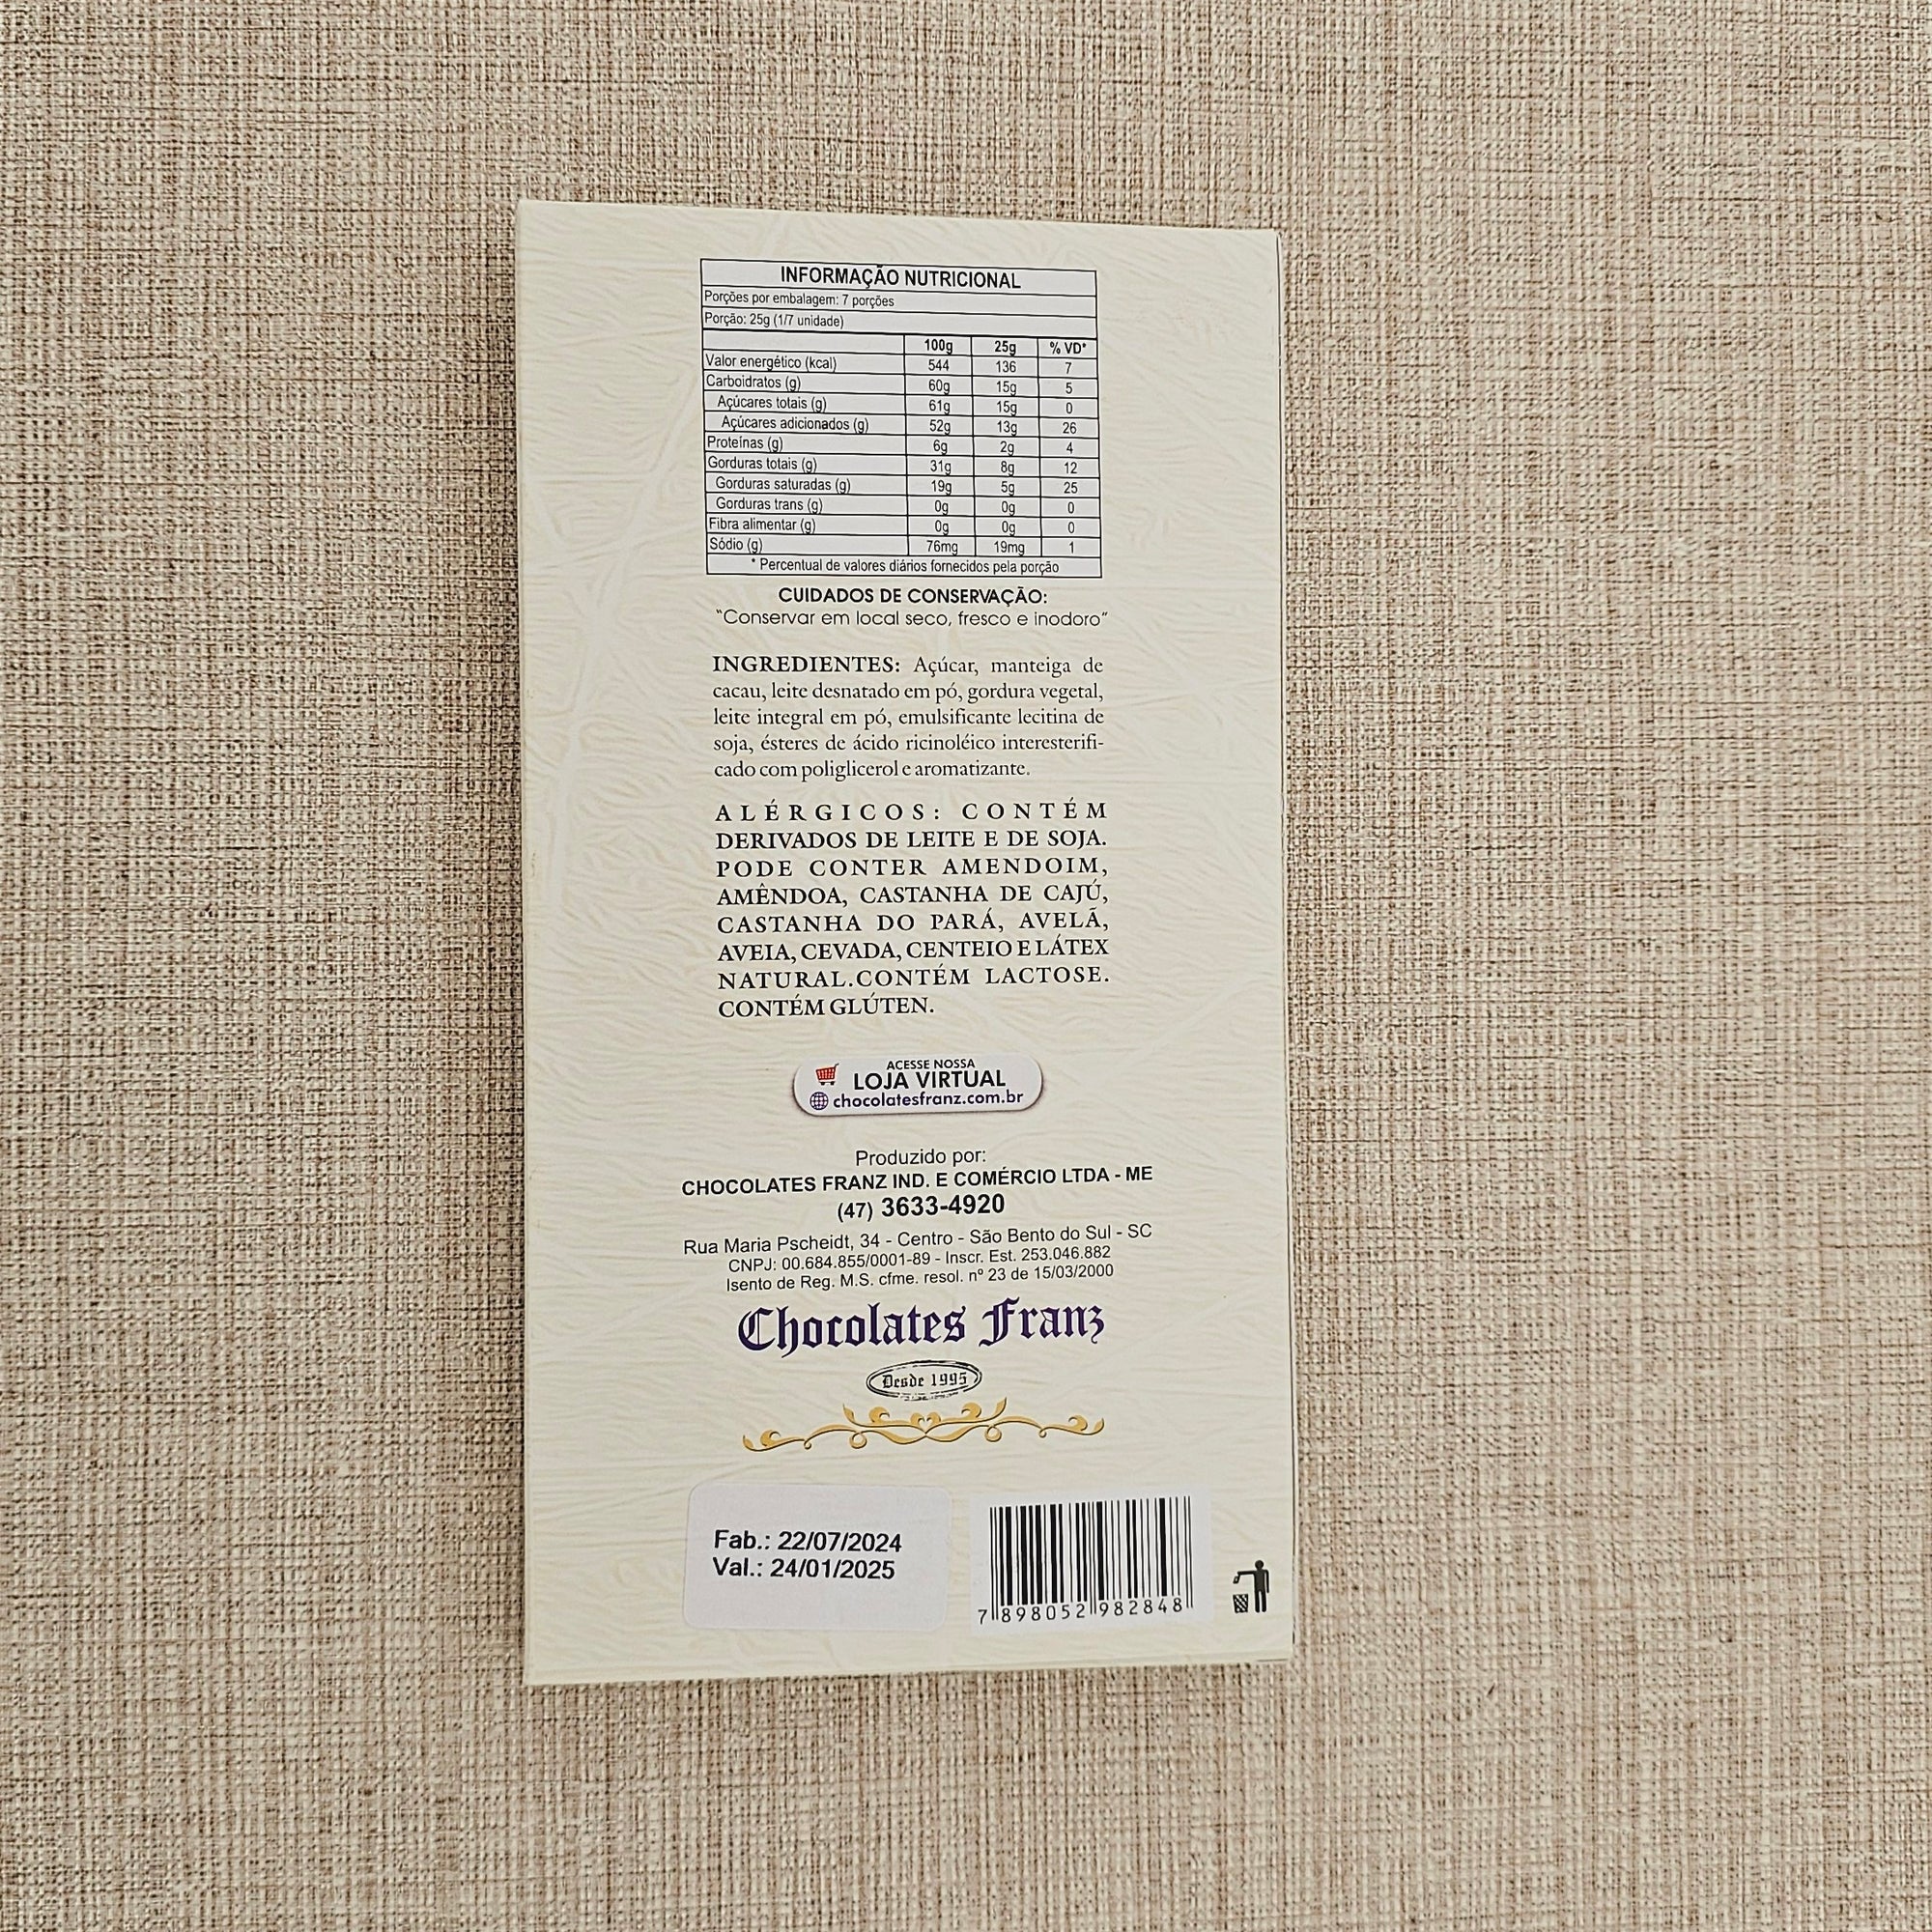 INFORMAÇÃO NUTRICIONAL
Porções por embalagem: 7 porções
Porção: 25g (1/7 unidade)
100g 25g % VD*
Valor energético (kcal) 544 136 7
Carboidratos (g) 60g 15g 5
Açúcares totais (g) 61g 15g 0
Açúcares adicionados (g) 52g 13g 26
Proteínas (g) 6g 2g 4
Gorduras totais (g) 31g 8g 12
Gorduras saturadas (g) 19g 5g 25
Gorduras trans (g) 0g 0g 0
Fibra alimentar (g) 0g 0g 0
Sódio (g) 76mg 19mg 1
* Percentual de valores diários fornecidos pela porção
CUIDADOS DE CONSERVAÇÃO:
“Conservar em local seco, fresco e inodoro”
INGREDIENTES: Açúcar, manteiga de
cacau, leite desnatado em pó, gordura vegetal,
leite integral em pó, emulsificante lecitina de
soja, ésteres de ácido ricinoléico interesterifi-
cado com poliglicerol e aromatizante.
ALÉRGICOS: CONTÉM
DERIVADOS DE LEITE E DE SOJA.
PODE CONTER AMENDOIM,
AMÊNDOA, CASTANHA DE CAJÚ,
CASTANHA DO PARÁ, AVELÃ,
AVEIA, CEVADA, CENTEIO E LÁTEX
NATURAL.CONTÉM LACTOSE.
CONTÉM GLÚTEN.
ACESSE NOSSA
LOJA VIRTUAL
chocolatesfranz.com.br
Produzido por:
CHOCOLATES FRANZ IND. E COMÉRCIO LTDA - ME
(47) 3633-4920
Rua Maria Pscheidt, 34 - Centro - São Bento do Sul - SC
CNPJ: 00.684.855/0001-89 - Inscr. Est. 253.046.882
Isento de Reg. M.S. cfme. resol. nº 23 de 15/03/2000
Chocolates Franz
Desde 1995
Fab.: 22/07/2024
Val.: 24/01/2025
7 898052 982848